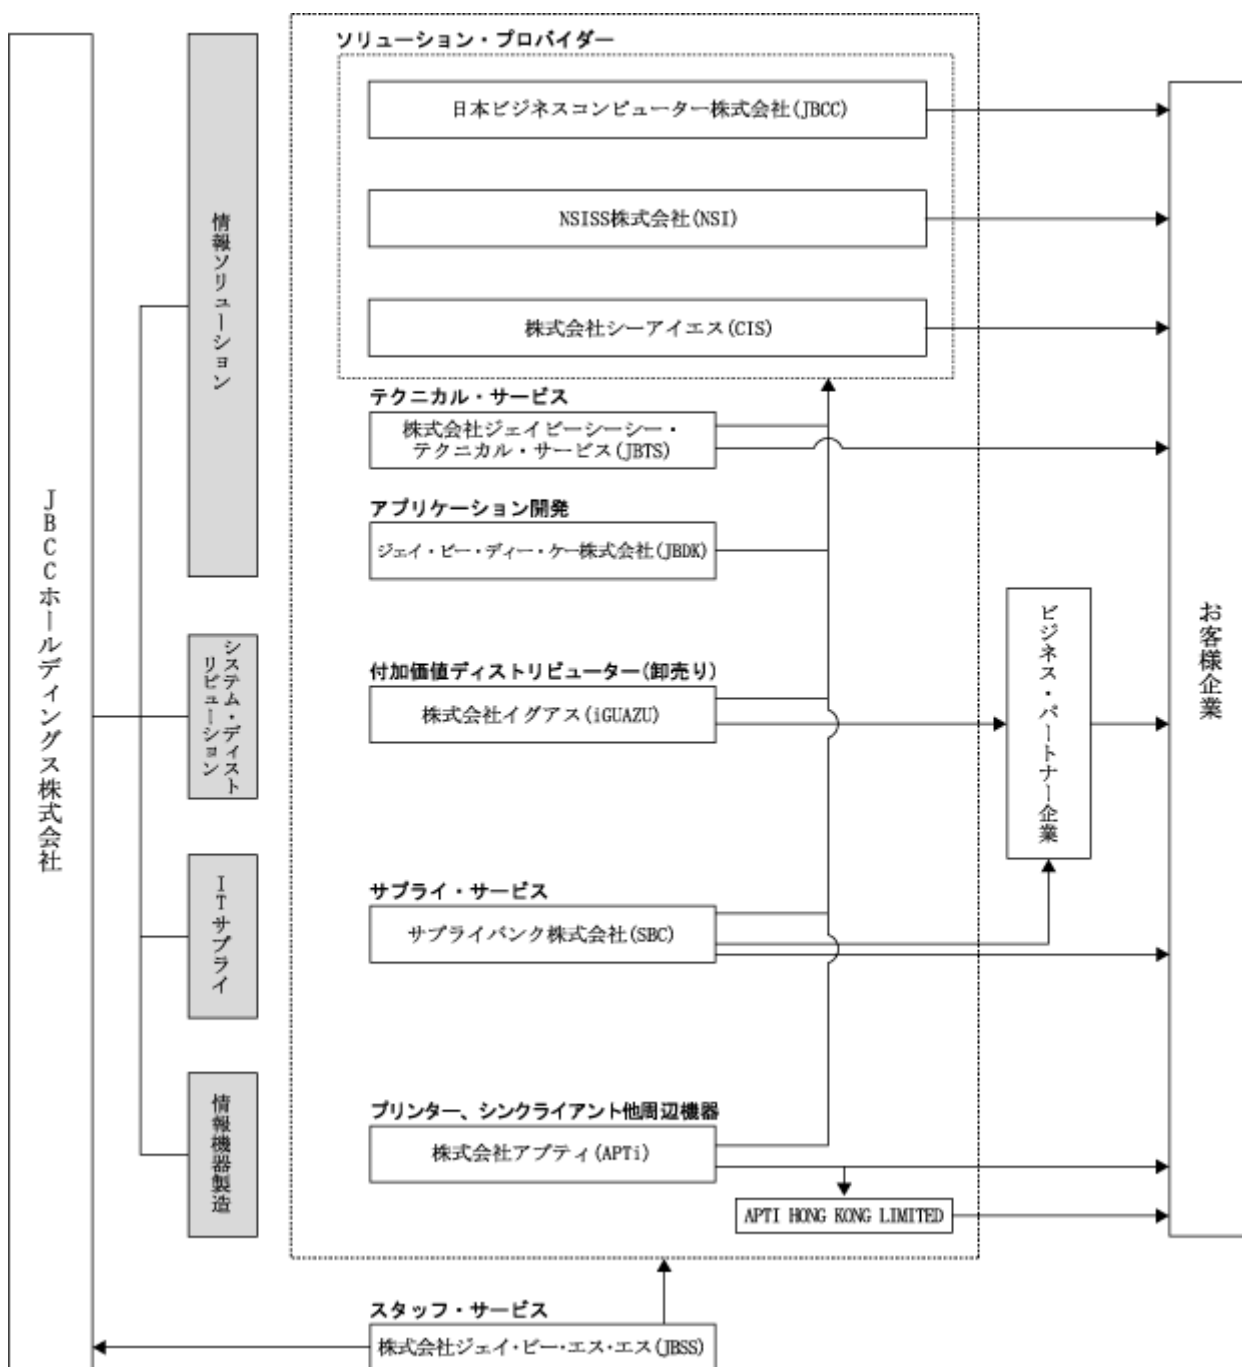 ソリューション・プロバイダー
日本ビジネスコンピューター株式会社(JBCC)
NSISS株式会社(NSI)
株式会社シーアイエス(CIS)
テクニカル・サービス
株式会社ジェイビーシーシー・
テクニカル・サービス(JBTS)
アプリケーション開発
ジェイ・ビー・ディー・ケー株式会社(JBDK)
付加価値ディストリビューター(卸売り)
株式会社イグアス(iGUAZU)
サプライ・サービス
サプライバンク株式会社(SBC)
プリンター、シンクライアント他周辺機器
株式会社アプティ(APTi)
APTI HONG KONG LIMITED
スタッフ・サービス
株式会社ジェイ・ビー・エス・エス(JBSS)
JBCCホールディングス株式会社
情報ソリューション
システム・ディスト
リビューション
ITサプライ
情報機器製造
ビジネス・パートナー企業
お客様企業